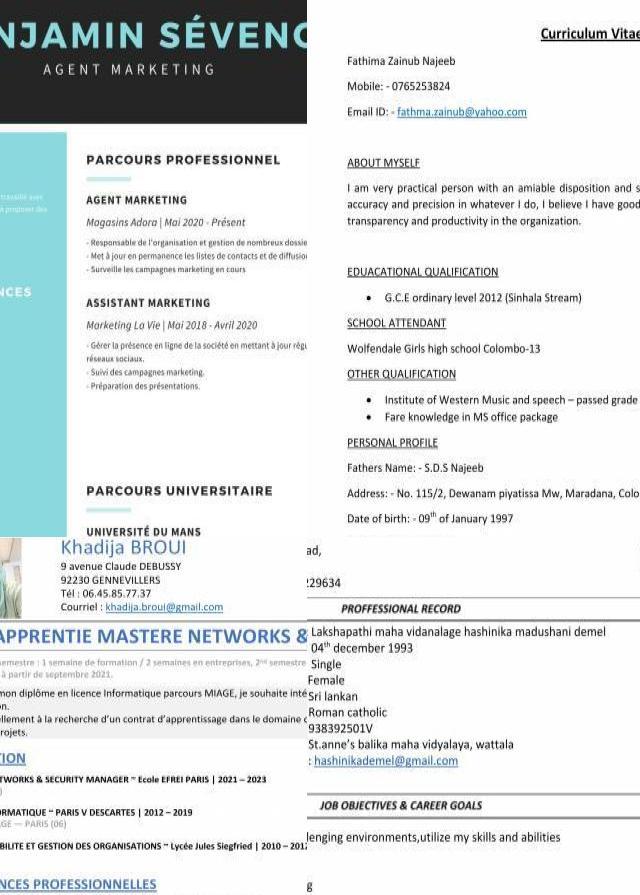 NJAMIN SÉVENC
AGENT MARKETING
travaillé avec
à proposer des
NCES
PARCOURS PROFESSIONNEL
AGENT MARKETING
Magasins Adora | Mai 2020 - Présent
- Responsable de l'organisation et gestion de nombreux dossie
- Met à jour en permanence les listes de contacts et de diffusio
- Surveille les campagnes marketing en cours
ASSISTANT MARKETING
Marketing La Vie | Mai 2018 - Avril 2020
- Gérer la présence en ligne de la société en mettant à jour régu
réseaux sociaux.
- Suivi des campagnes marketing.
- Préparation des présentations.
PARCOURS UNIVERSITAIRE
UNIVERSITÉ DU MANS
Curriculum Vitae
Fathima Zainub Najeeb
Mobile: - 0765253824
Email ID: - fathma.zainub@yahoo.com
ABOUT MYSELF
I am very practical person with an amiable disposition and s
accuracy and precision in whatever I do, I believe I have good
transparency and productivity in the organization.
EDUACATIONAL QUALIFICATION
• G.C.E ordinary level 2012 (Sinhala Stream)
SCHOOL ATTENDANT
Wolfendale Girls high school Colombo-13
OTHER QUALIFICATION
• Institute of Western Music and speech – passed grade
• Fare knowledge in MS office package
PERSONAL PROFILE
Fathers Name: - S.D.S Najeeb
Address: - No. 115/2, Dewanam piyatissa Mw, Maradana, Colo
Date of birth: - 09th of January 1997
Khadija BROUI
9 avenue Claude DEBUSSY
92230 GENNEVILLERS
Tél : 06.45.85.77.37
Courriel : khadija.broui@gmail.com
APPRENTIE MASTERE NETWORKS &
semestre : 1 semaine de formation / 2 semaines en entreprises, 2nd semestre
à partir de septembre 2021.
mon diplôme en licence Informatique parcours MIAGE, je souhaite inté
on.
ellement à la recherche d'un contrat d'apprentissage dans le domaine d
rojets.
TION
TWORKS & SECURITY MANAGER ~ Ecole EFREI PARIS | 2021 – 2023
)
ORMATIQUE ~ PARIS V DESCARTES | 2012 – 2019
AGE — PARIS (06)
BILITE ET GESTION DES ORGANISATIONS ~ Lycée Jules Siegfried | 2010 – 2012
NCES PROFESSIONNELLES
ad,
229634
PROFFESSIONAL RECORD
Lakshapathi maha vidanalage hashinika madushani demel
04th december 1993
Single
Female
Sri lankan
Roman catholic
938392501V
St.anne's balika maha vidyalaya, wattala
: hashinikademel@gmail.com
JOB OBJECTIVES & CAREER GOALS
lenging environments,utilize my skills and abilities
g